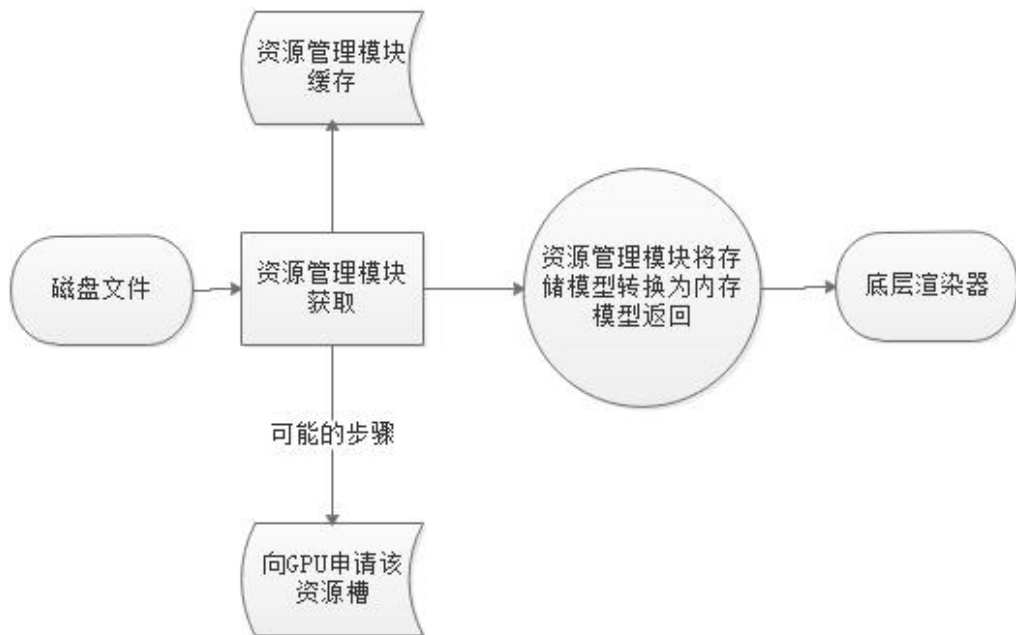 资源管理模块
缓存
磁盘文件
资源管理模块
获取
资源管理模块将存
储模型转换为内存
模型返回
底层渲染器
可能的步骤
向GPU申请该
资源槽